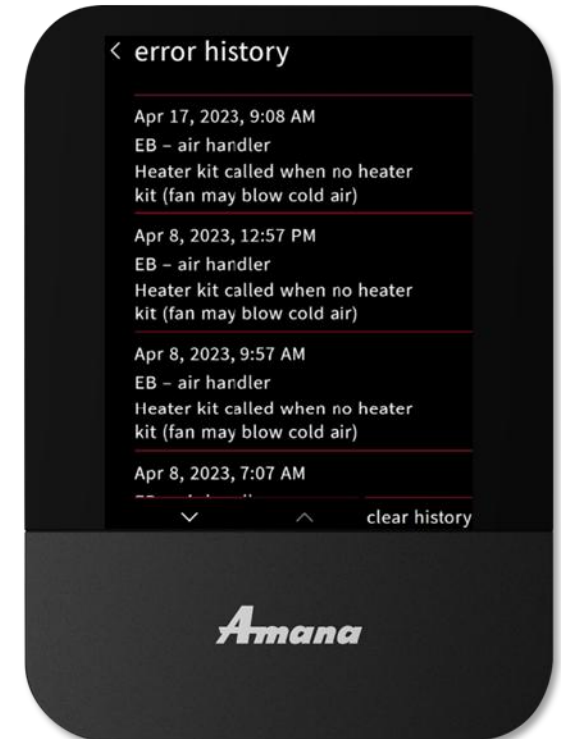 < error history
Apr 17, 2023, 9:08 AM
EB – air handler
Heater kit called when no heater
kit (fan may blow cold air)
Apr 8, 2023, 12:57 PM
EB – air handler
Heater kit called when no heater
kit (fan may blow cold air)
Apr 8, 2023, 9:57 AM
EB – air handler
Heater kit called when no heater
kit (fan may blow cold air)
Apr 8, 2023, 7:07 AM
clear history
Amana